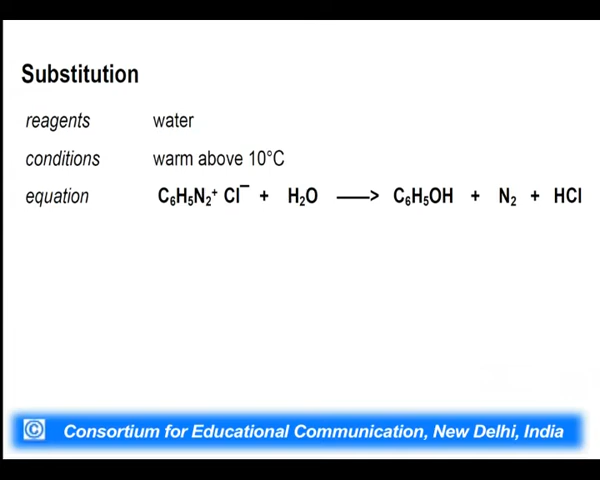 Substitution
reagents water
conditions warm above 10°C
equation C₆H₅N₂⁺ Cl⁻ + H₂O ——> C₆H₅OH + N₂ + HCl
© Consortium for Educational Communication, New Delhi, India